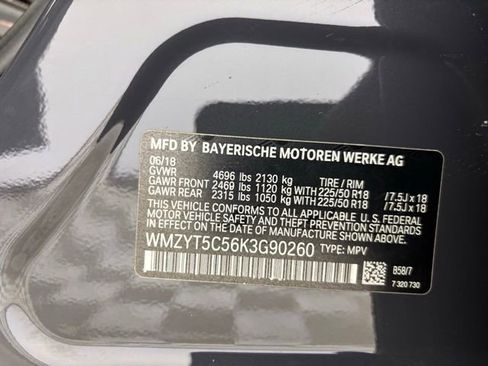 MFD BY BAYERISCHE MOTOREN WERKE AG
06/18
GVWR 4696 lbs 2130 kg TIRE / RIM
GAWR FRONT 2469 lbs 1120 kg WITH 225/50 R18 / 7.5J x 18
GAWR REAR 2315 lbs 1050 kg WITH 225/50 R18 / 7.5J x 18
THIS VEHICLE CONFORMS TO ALL APPLICABLE U.S. FEDERAL
MOTOR VEHICLE SAFETY AND THEFT PREVENTION STANDARDS
IN EFFECT ON THE DATE OF MANUFACTURE SHOWN ABOVE.
WMZYT5C56K3G90260 TYPE: MPV
B58/7
7 320 730